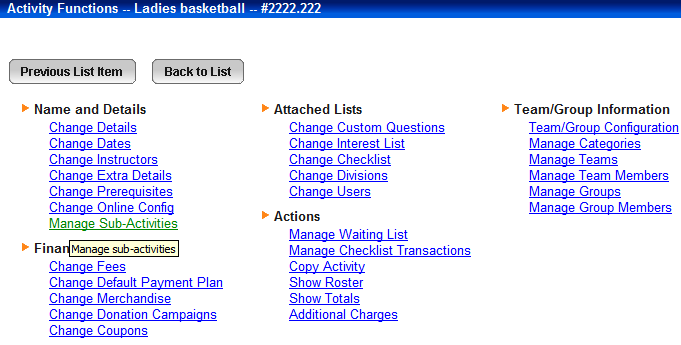 Activity Functions -- Ladies basketball -- #2222.222
Previous List Item
Back to List
Name and Details
Change Details
Change Dates
Change Instructors
Change Extra Details
Change Prerequisites
Change Online Config
Manage Sub-Activities
Finan
Manage sub-activities
Change Fees
Change Default Payment Plan
Change Merchandise
Change Donation Campaigns
Change Coupons
Attached Lists
Change Custom Questions
Change Interest List
Change Checklist
Change Divisions
Change Users
Actions
Manage Waiting List
Manage Checklist Transactions
Copy Activity
Show Roster
Show Totals
Additional Charges
Team/Group Information
Team/Group Configuration
Manage Categories
Manage Teams
Manage Team Members
Manage Groups
Manage Group Members